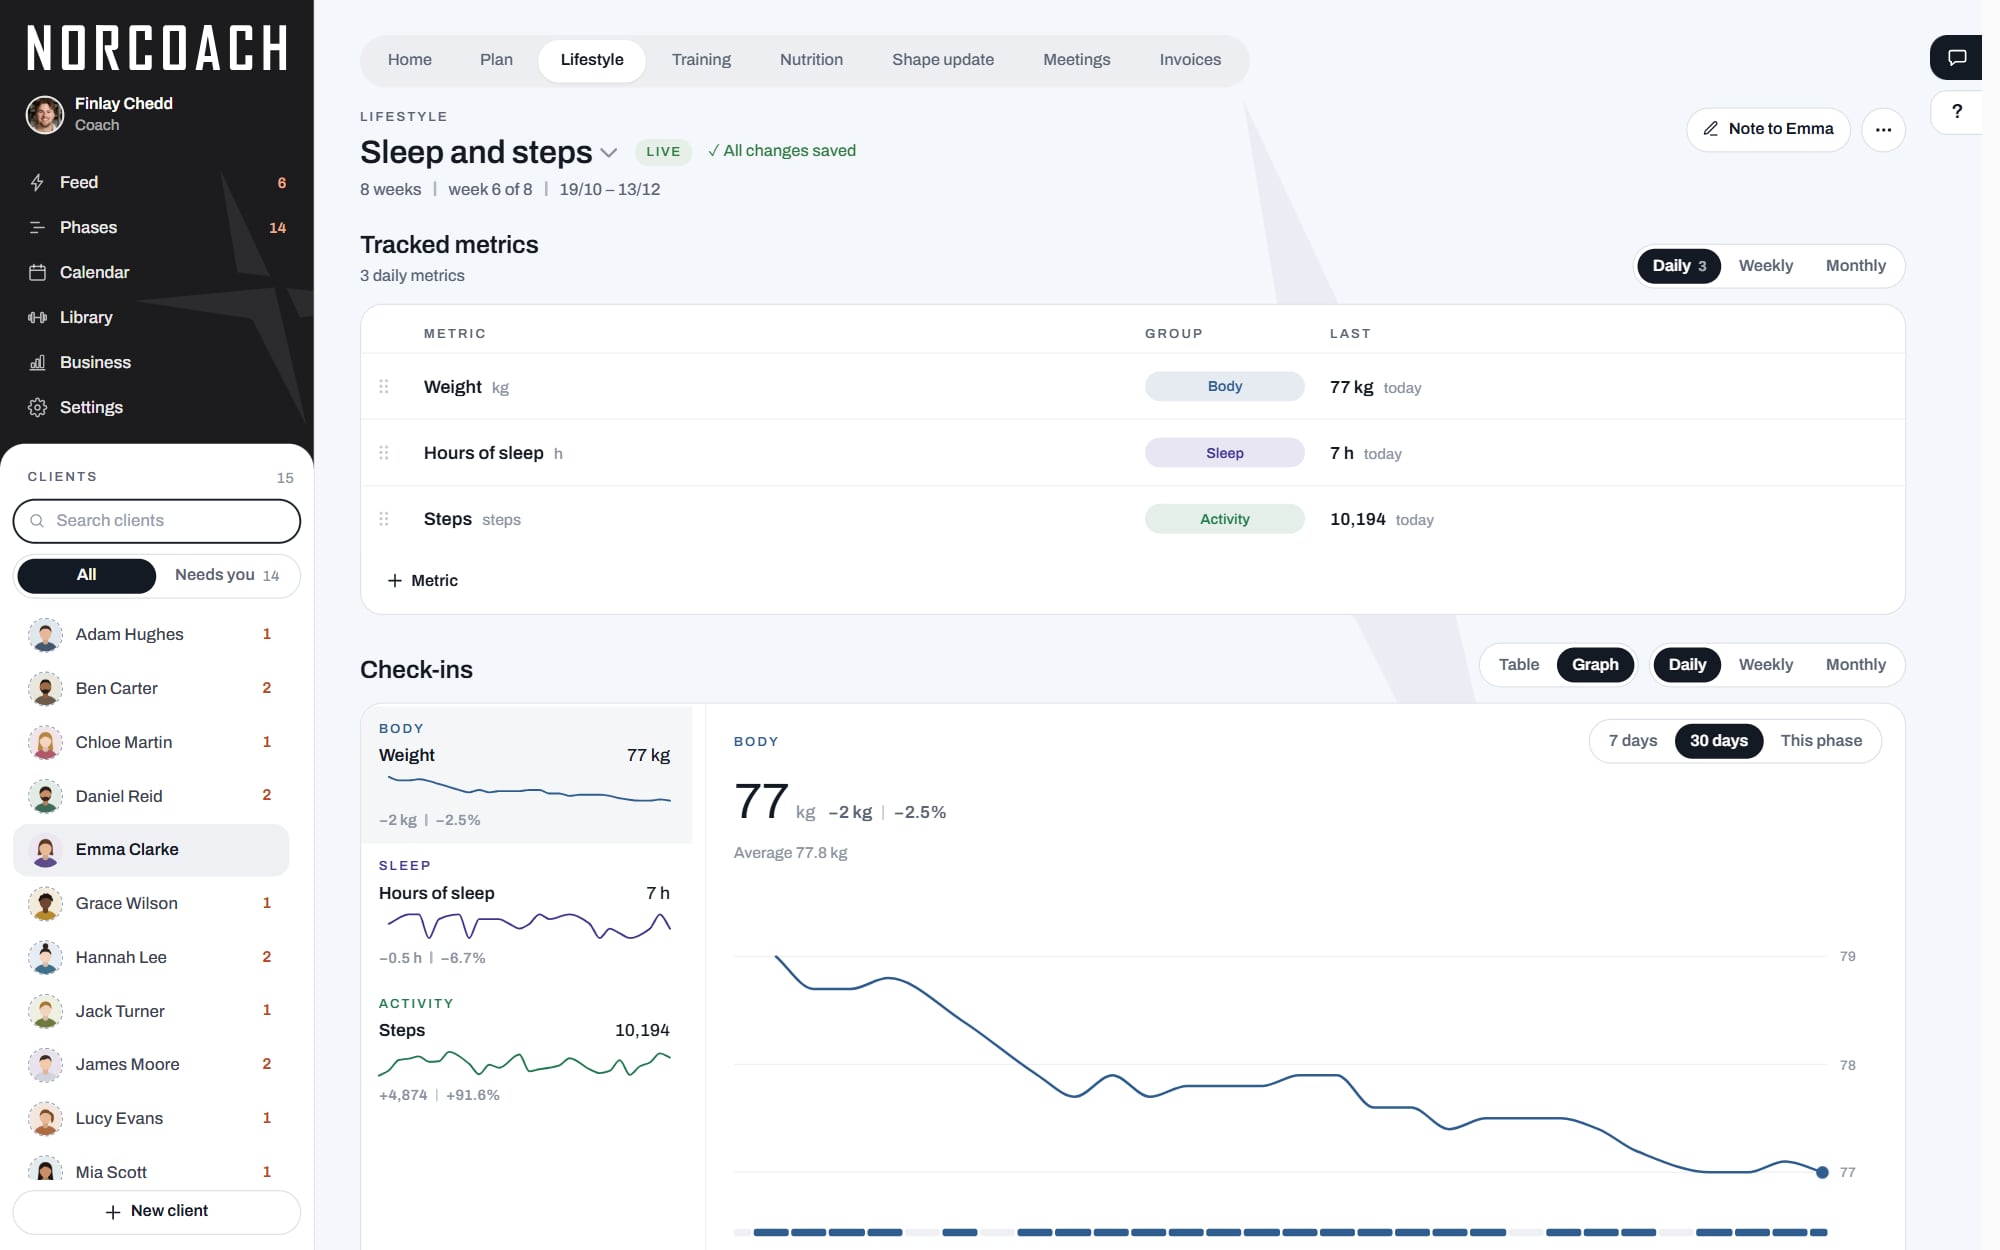 NORCOACH
Finlay Chedd
Coach
Feed 6
Phases 14
Calendar
Library
Business
Settings
CLIENTS 15
Search clients
All Needs you 14
Adam Hughes 1
Ben Carter 2
Chloe Martin 1
Daniel Reid 2
Emma Clarke
Grace Wilson 1
Hannah Lee 2
Jack Turner 1
James Moore 2
Lucy Evans 1
Mia Scott 1
+ New client
Home Plan Lifestyle Training Nutrition Shape update Meetings Invoices
?
LIFESTYLE
Sleep and steps LIVE ✓ All changes saved
8 weeks | week 6 of 8 | 19/10 – 13/12
Note to Emma ...
Tracked metrics
3 daily metrics
Daily 3 Weekly Monthly
METRIC GROUP LAST
Weight kg Body 77 kg today
Hours of sleep h Sleep 7 h today
Steps steps Activity 10,194 today
+ Metric
Check-ins
Table Graph Daily Weekly Monthly
BODY
Weight 77 kg
−2 kg | −2.5%
SLEEP
Hours of sleep 7 h
−0.5 h | −6.7%
ACTIVITY
Steps 10,194
+4,874 | +91.6%
BODY
7 days 30 days This phase
77 kg −2 kg | −2.5%
Average 77.8 kg
79
78
77